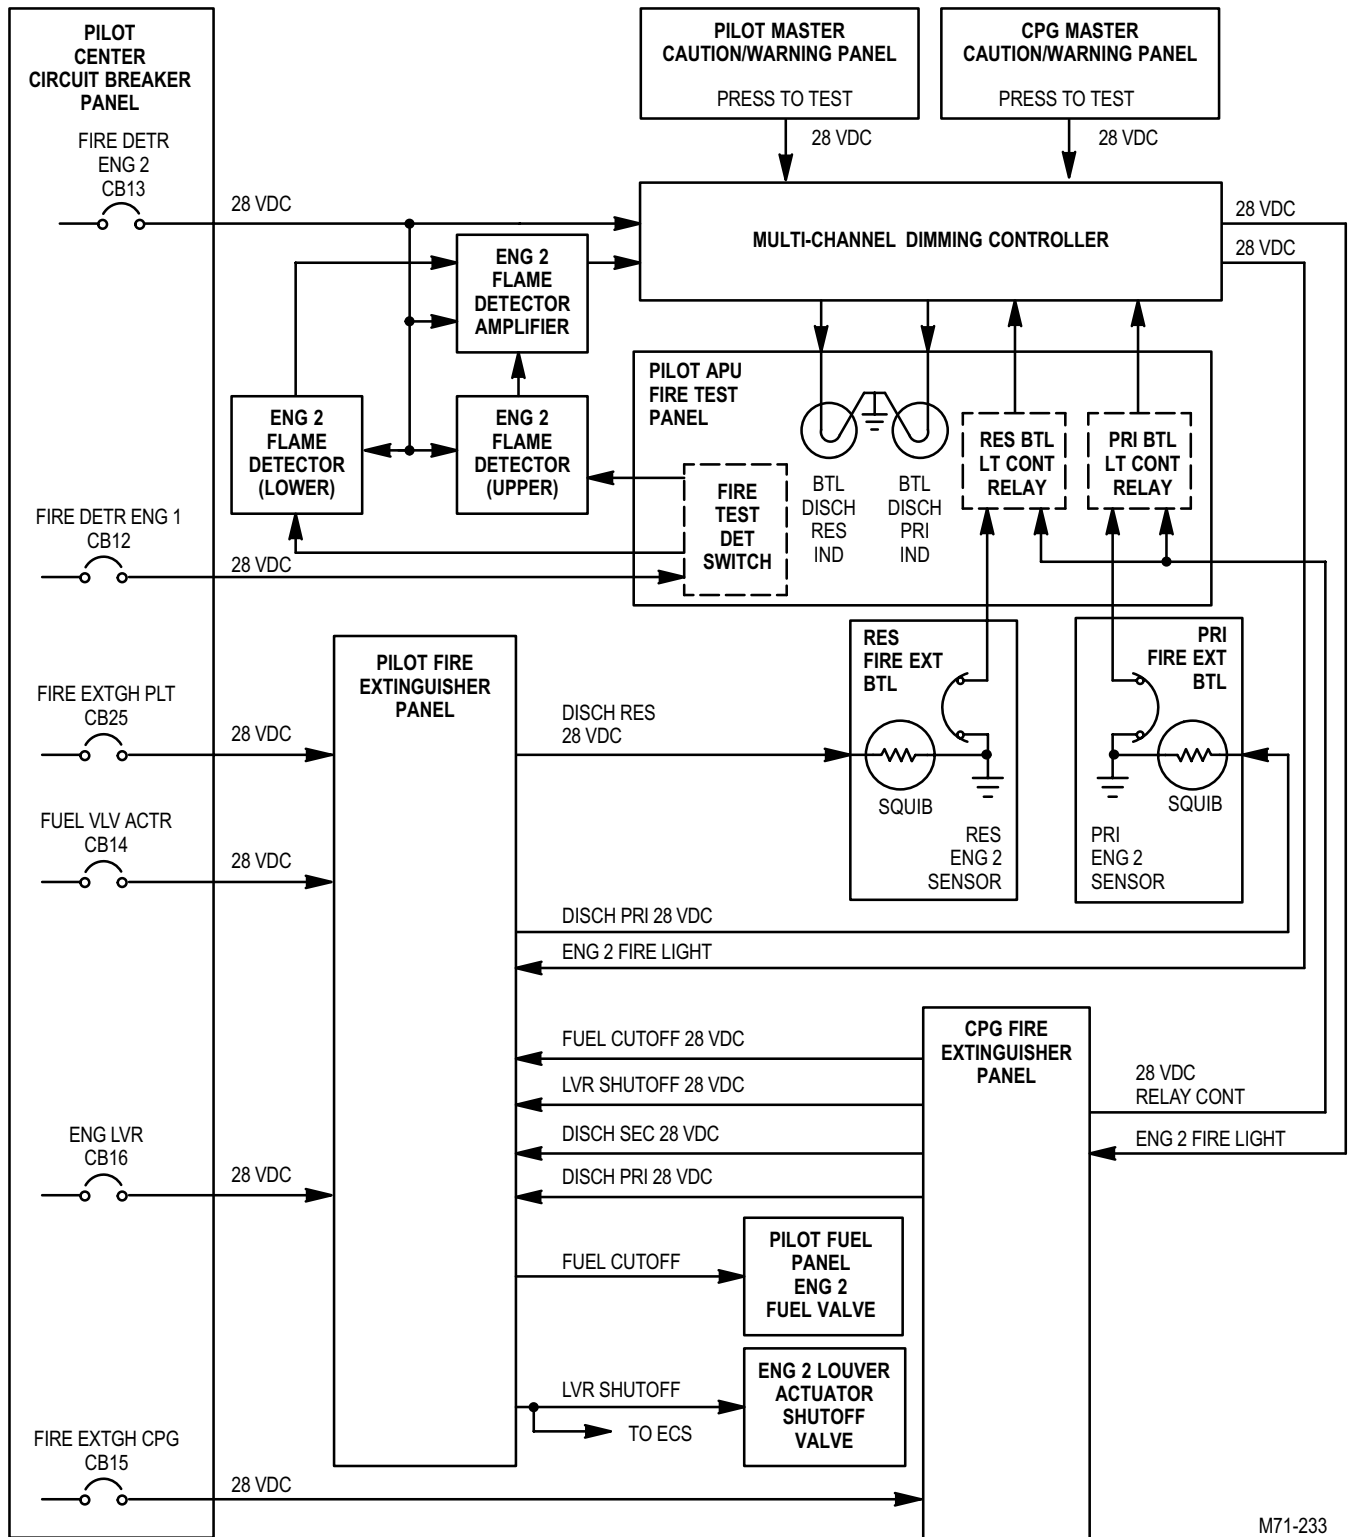 PILOT
CENTER
CIRCUIT BREAKER
PANEL
FIRE DETR
ENG 2
CB13
28 VDC
FIRE DETR ENG 1
CB12
28 VDC
FIRE EXTGH PLT
CB25
28 VDC
FUEL VLV ACTR
CB14
28 VDC
ENG LVR
CB16
28 VDC
FIRE EXTGH CPG
CB15
28 VDC
PILOT MASTER
CAUTION/WARNING PANEL
PRESS TO TEST
28 VDC
CPG MASTER
CAUTION/WARNING PANEL
PRESS TO TEST
28 VDC
MULTI-CHANNEL DIMMING CONTROLLER
28 VDC
28 VDC
ENG 2
FLAME
DETECTOR
AMPLIFIER
ENG 2
FLAME
DETECTOR
(LOWER)
ENG 2
FLAME
DETECTOR
(UPPER)
PILOT APU
FIRE TEST
PANEL
FIRE
TEST
DET
SWITCH
BTL
DISCH
RES
IND
BTL
DISCH
PRI
IND
RES BTL
LT CONT
RELAY
PRI BTL
LT CONT
RELAY
PILOT FIRE
EXTINGUISHER
PANEL
DISCH RES
28 VDC
RES
FIRE EXT
BTL
SQUIB
RES
ENG 2
SENSOR
PRI
FIRE EXT
BTL
SQUIB
PRI
ENG 2
SENSOR
DISCH PRI 28 VDC
ENG 2 FIRE LIGHT
FUEL CUTOFF 28 VDC
LVR SHUTOFF 28 VDC
DISCH SEC 28 VDC
DISCH PRI 28 VDC
CPG FIRE
EXTINGUISHER
PANEL
28 VDC
RELAY CONT
ENG 2 FIRE LIGHT
FUEL CUTOFF
PILOT FUEL
PANEL
ENG 2
FUEL VALVE
LVR SHUTOFF
TO ECS
ENG 2 LOUVER
ACTUATOR
SHUTOFF
VALVE
M71-233